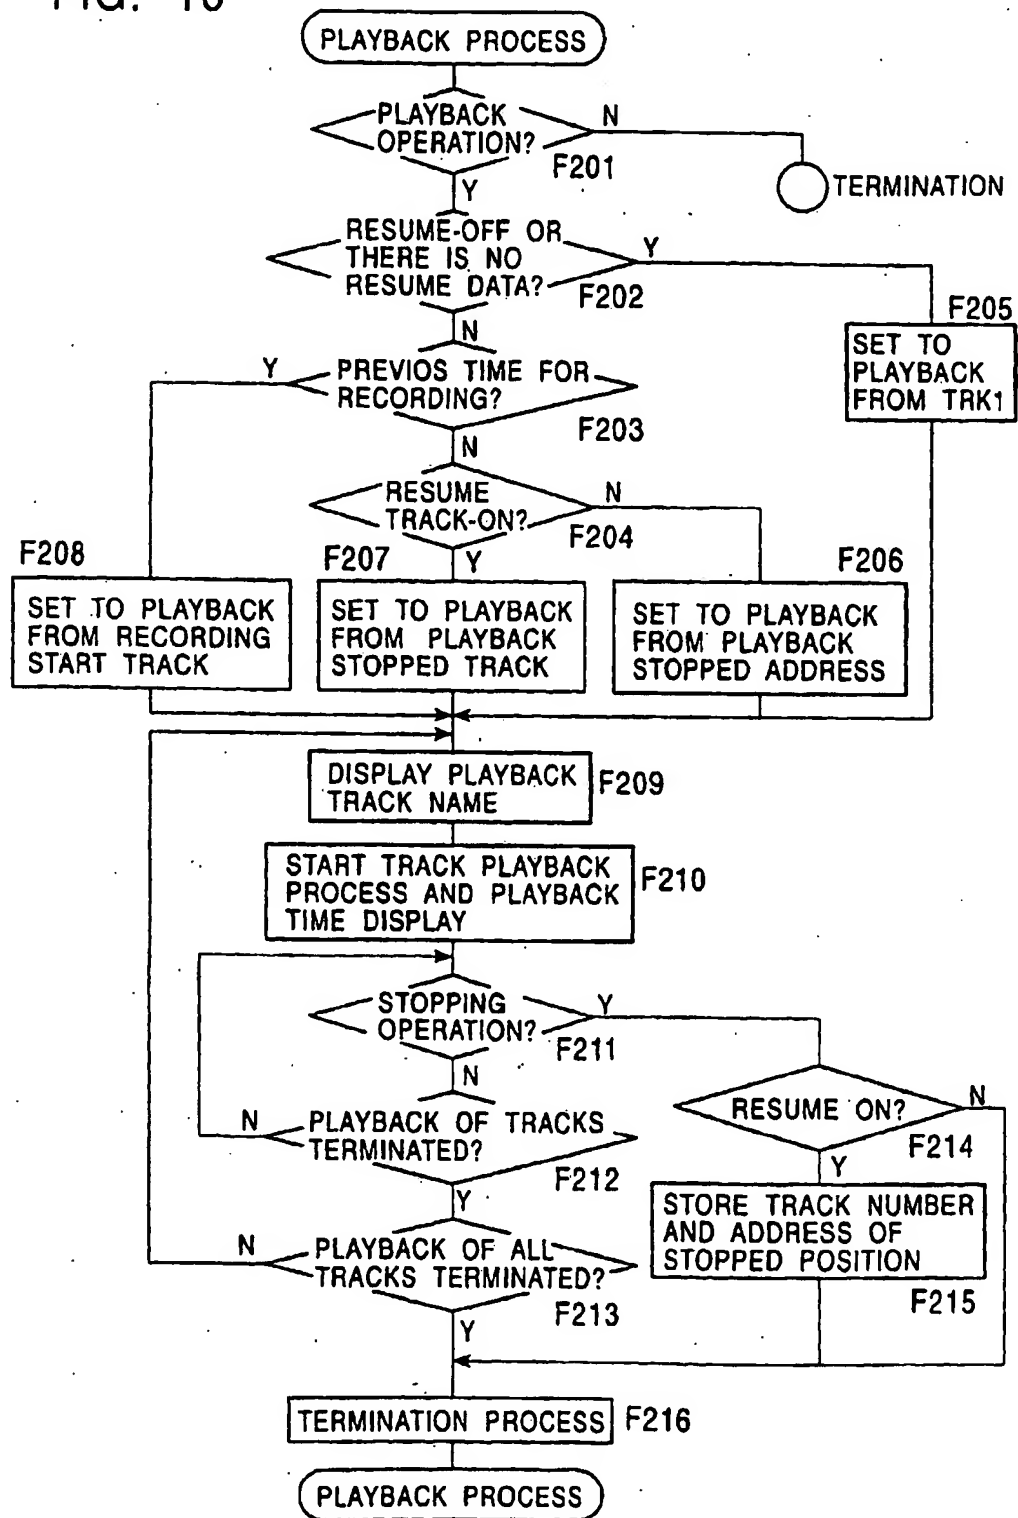 FIG. 10
PLAYBACK PROCESS
PLAYBACK
OPERATION?
N
F201
TERMINATION
Y
RESUME-OFF OR
THERE IS NO
RESUME DATA?
Y
F202
N
F205
SET TO
PLAYBACK
FROM TRK1
Y
PREVIOS TIME FOR
RECORDING?
F203
N
RESUME
TRACK-ON?
N
F204
Y
F208
SET TO PLAYBACK
FROM RECORDING
START TRACK
F207
SET TO PLAYBACK
FROM PLAYBACK
STOPPED TRACK
F206
SET TO PLAYBACK
FROM PLAYBACK
STOPPED ADDRESS
DISPLAY PLAYBACK
TRACK NAME
F209
START TRACK PLAYBACK
PROCESS AND PLAYBACK
TIME DISPLAY
F210
STOPPING
OPERATION?
Y
F211
N
RESUME ON?
N
F214
Y
N
PLAYBACK OF TRACKS
TERMINATED?
F212
Y
STORE TRACK NUMBER
AND ADDRESS OF
STOPPED POSITION
F215
N
PLAYBACK OF ALL
TRACKS TERMINATED?
F213
Y
TERMINATION PROCESS
F216
PLAYBACK PROCESS